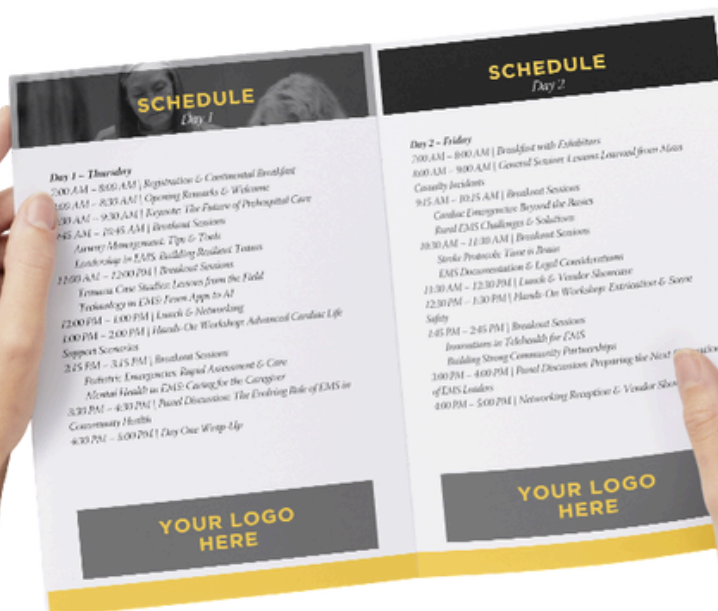 SCHEDULE
Day 1
Day 1 – Thursday
7:00 AM – 8:00 AM | Registration & Continental Breakfast
:00 AM – 8:30 AM | Opening Remarks & Welcome
:30 AM – 9:30 AM | Keynote: The Future of Prehospital Care
:45 AM – 10:45 AM | Breakout Sessions
Airway Management: Tips & Tools
Leadership in EMS: Building Resilient Teams
11:00 AM – 12:00 PM | Breakout Sessions
Trauma Case Studies: Lessons from the Field
Technology in EMS: From Apps to AI
12:00 PM – 1:00 PM | Lunch & Networking
1:00 PM – 2:00 PM | Hands-On Workshop: Advanced Cardiac Life
Support Scenarios
2:15 PM – 3:15 PM | Breakout Sessions
Pediatric Emergencies: Rapid Assessment & Care
Mental Health in EMS: Caring for the Caregiver
3:30 PM – 4:30 PM | Panel Discussion: The Evolving Role of EMS in
Community Health
4:30 PM – 5:00 PM | Day One Wrap-Up
YOUR LOGO
HERE
SCHEDULE
Day 2
Day 2 – Friday
7:00 AM – 8:00 AM | Breakfast with Exhibitors
8:00 AM – 9:00 AM | General Session: Lessons Learned from Mass
Casualty Incidents
9:15 AM – 10:15 AM | Breakout Sessions
Cardiac Emergencies: Beyond the Basics
Rural EMS Challenges & Solutions
10:30 AM – 11:30 AM | Breakout Sessions
Stroke Protocols: Time is Brain
EMS Documentation & Legal Considerations
11:30 AM – 12:30 PM | Lunch & Vendor Showcase
12:30 PM – 1:30 PM | Hands-On Workshop: Extrication & Scene
Safety
1:45 PM – 2:45 PM | Breakout Sessions
Innovations in Telehealth for EMS
Building Strong Community Partnerships
3:00 PM – 4:00 PM | Panel Discussion: Preparing the Next
of EMS Leaders
4:00 PM – 5:00 PM | Networking Reception & Vendor
YOUR LOGO
HERE